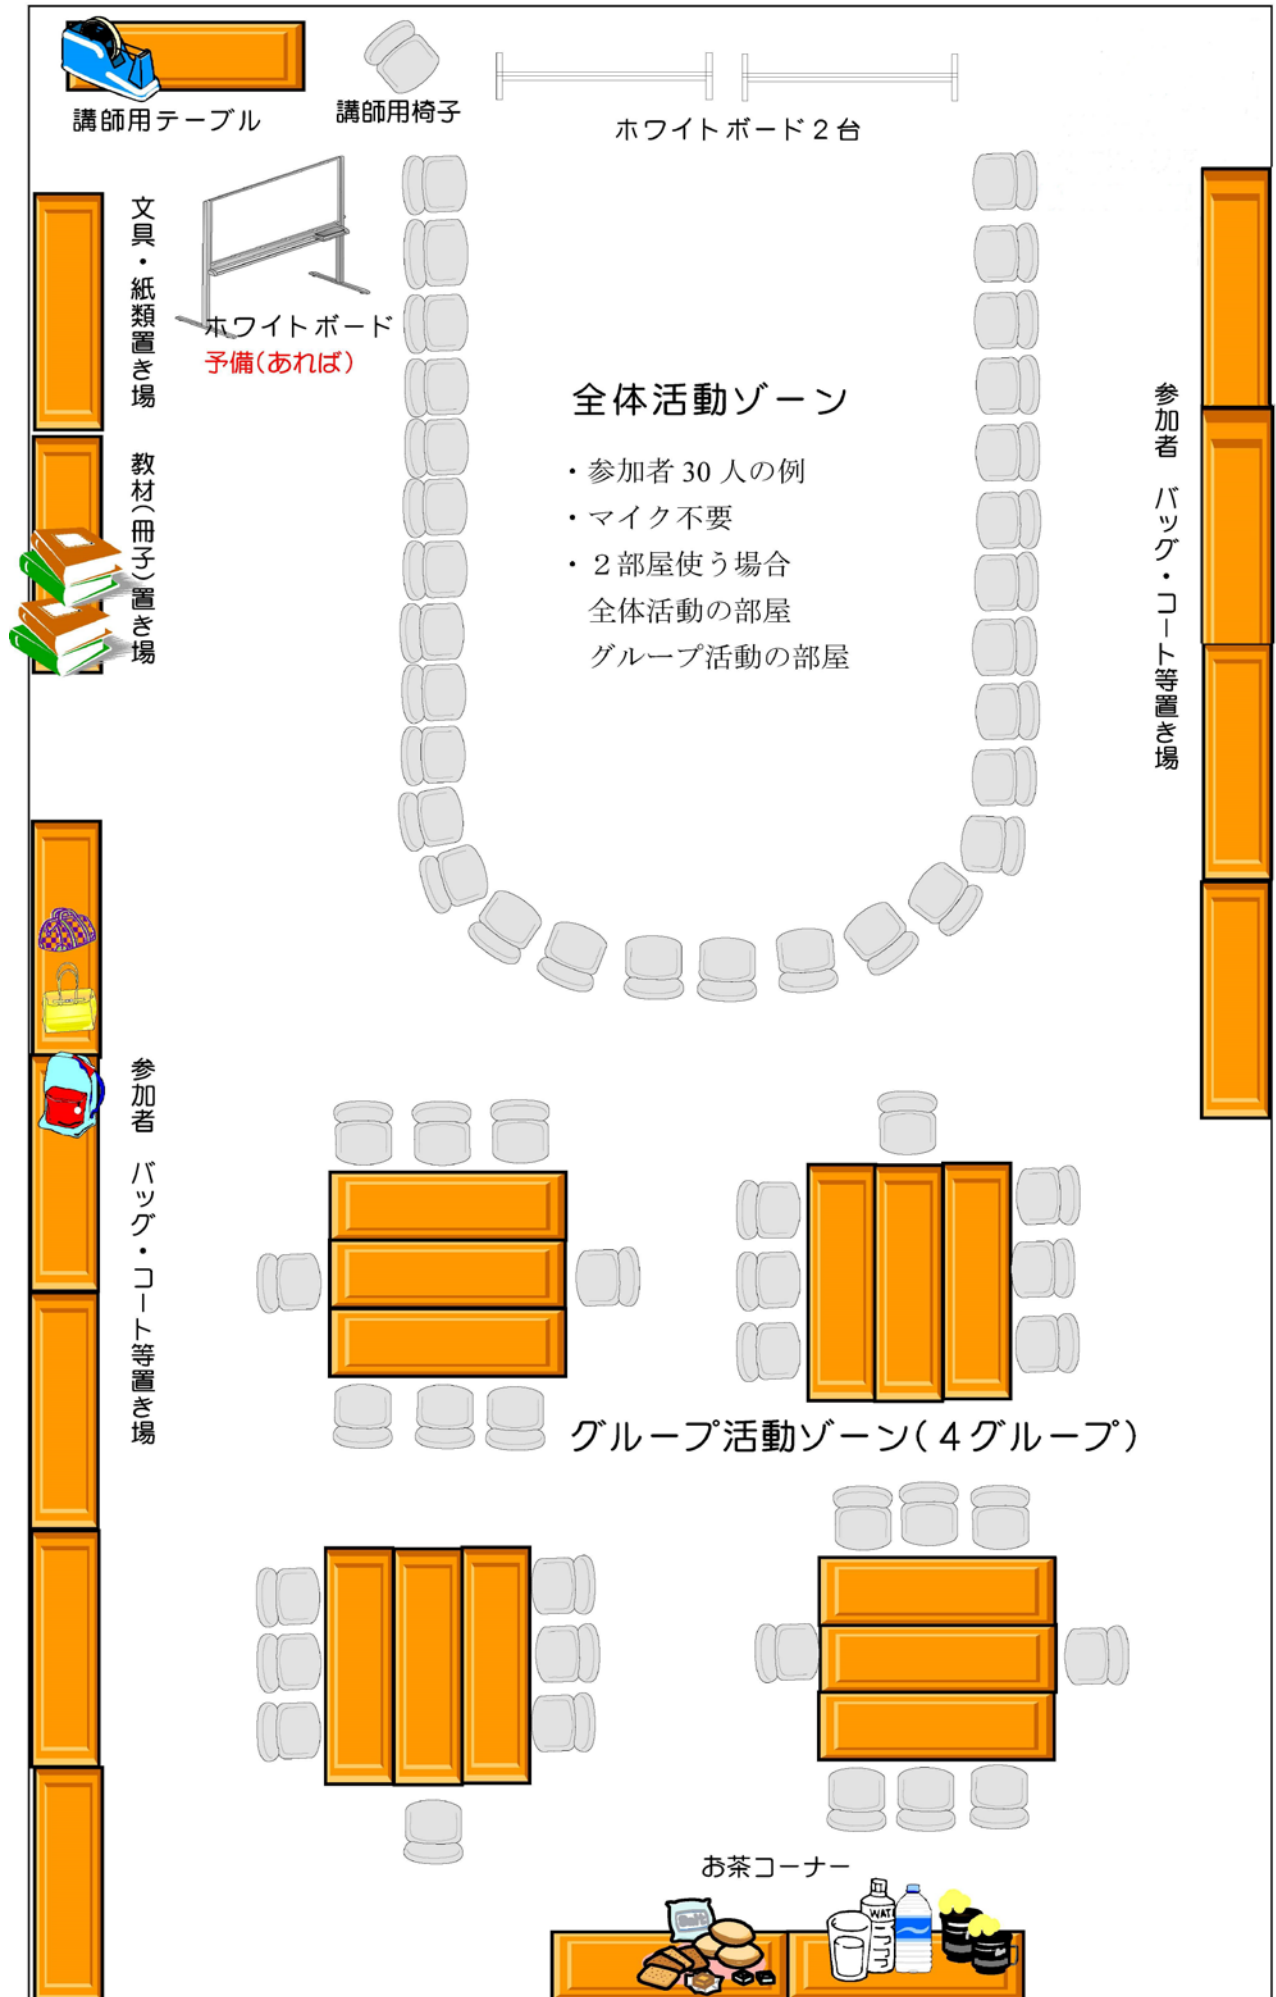 講師用テーブル
講師用椅子
ホワイトボード２台
文具・紙類置き場
ホワイトボード
予備(あれば)
教材(冊子)置き場
全体活動ゾーン
・参加者 30 人の例
・マイク不要
・２部屋使う場合
全体活動の部屋
グループ活動の部屋
参加者　バッグ・コート等置き場
参加者　バッグ・コート等置き場
グループ活動ゾーン(４グループ)
お茶コーナー
WAT